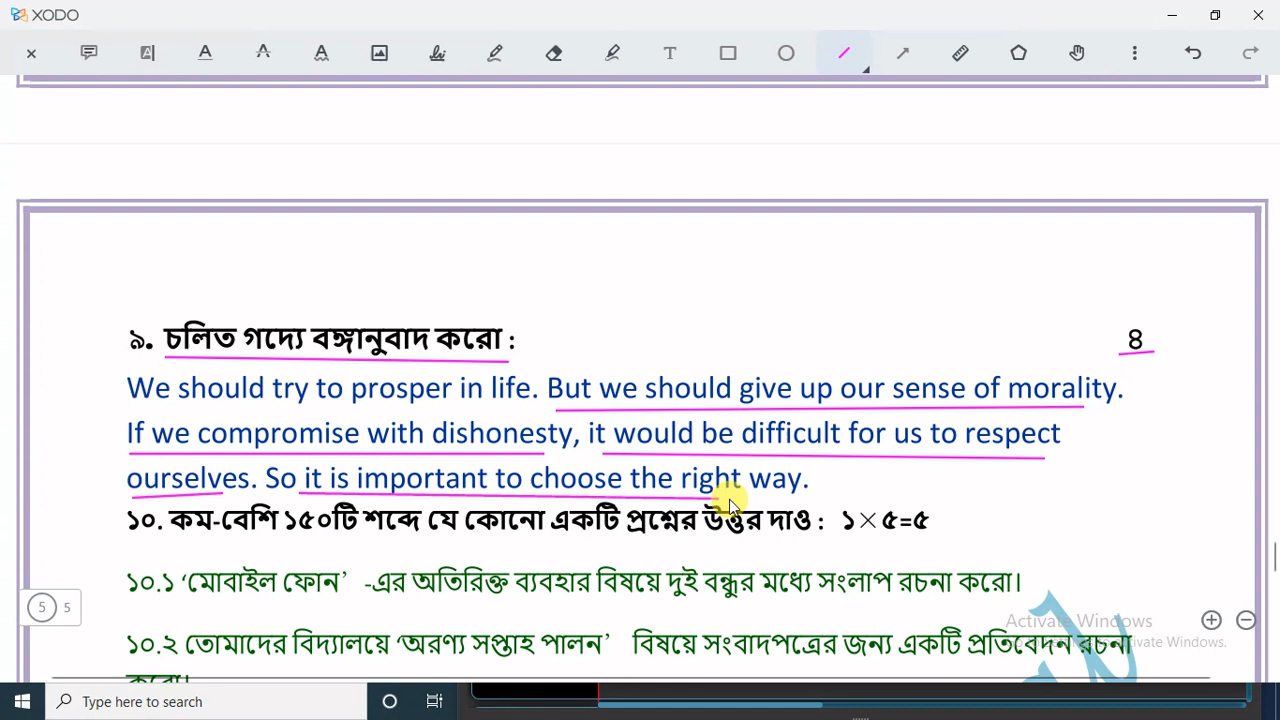 XODO
৯. চলিত গদ্যে বঙ্গানুবাদ করো : ৪
We should try to prosper in life. But we should give up our sense of morality.
If we compromise with dishonesty, it would be difficult for us to respect
ourselves. So it is important to choose the right way.
১০. কম-বেশি ১৫০টি শব্দে যে কোনো একটি প্রশ্নের উত্তর দাও : ১×৫=৫
১০.১ ‘মোবাইল ফোন’ -এর অতিরিক্ত ব্যবহার বিষয়ে দুই বন্ধুর মধ্যে সংলাপ রচনা করো।
5 5
Activate Windows
১০.২ তোমাদের বিদ্যালয়ে ‘অরণ্য সপ্তাহ পালন’ বিষয়ে সংবাদপত্রের জন্য একটি প্রতিবেদন রচনা
করো।
Type here to search